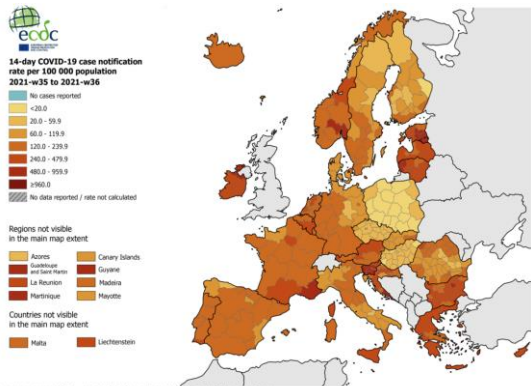 ecdc
14-day COVID-19 case notification
rate per 100 000 population
2021-w35 to 2021-w36
No cases reported
<20.0
20.0 - 59.9
60.0 - 119.9
120.0 - 239.9
240.0 - 479.9
480.0 - 959.9
≥960.0
No data reported / rate not calculated
Regions not visible
in the main map extent
Azores
Canary Islands
Guadeloupe
and Saint Martin
Guyane
La Reunion
Madeira
Martinique
Mayotte
Countries not visible
in the main map extent
Malta
Liechtenstein